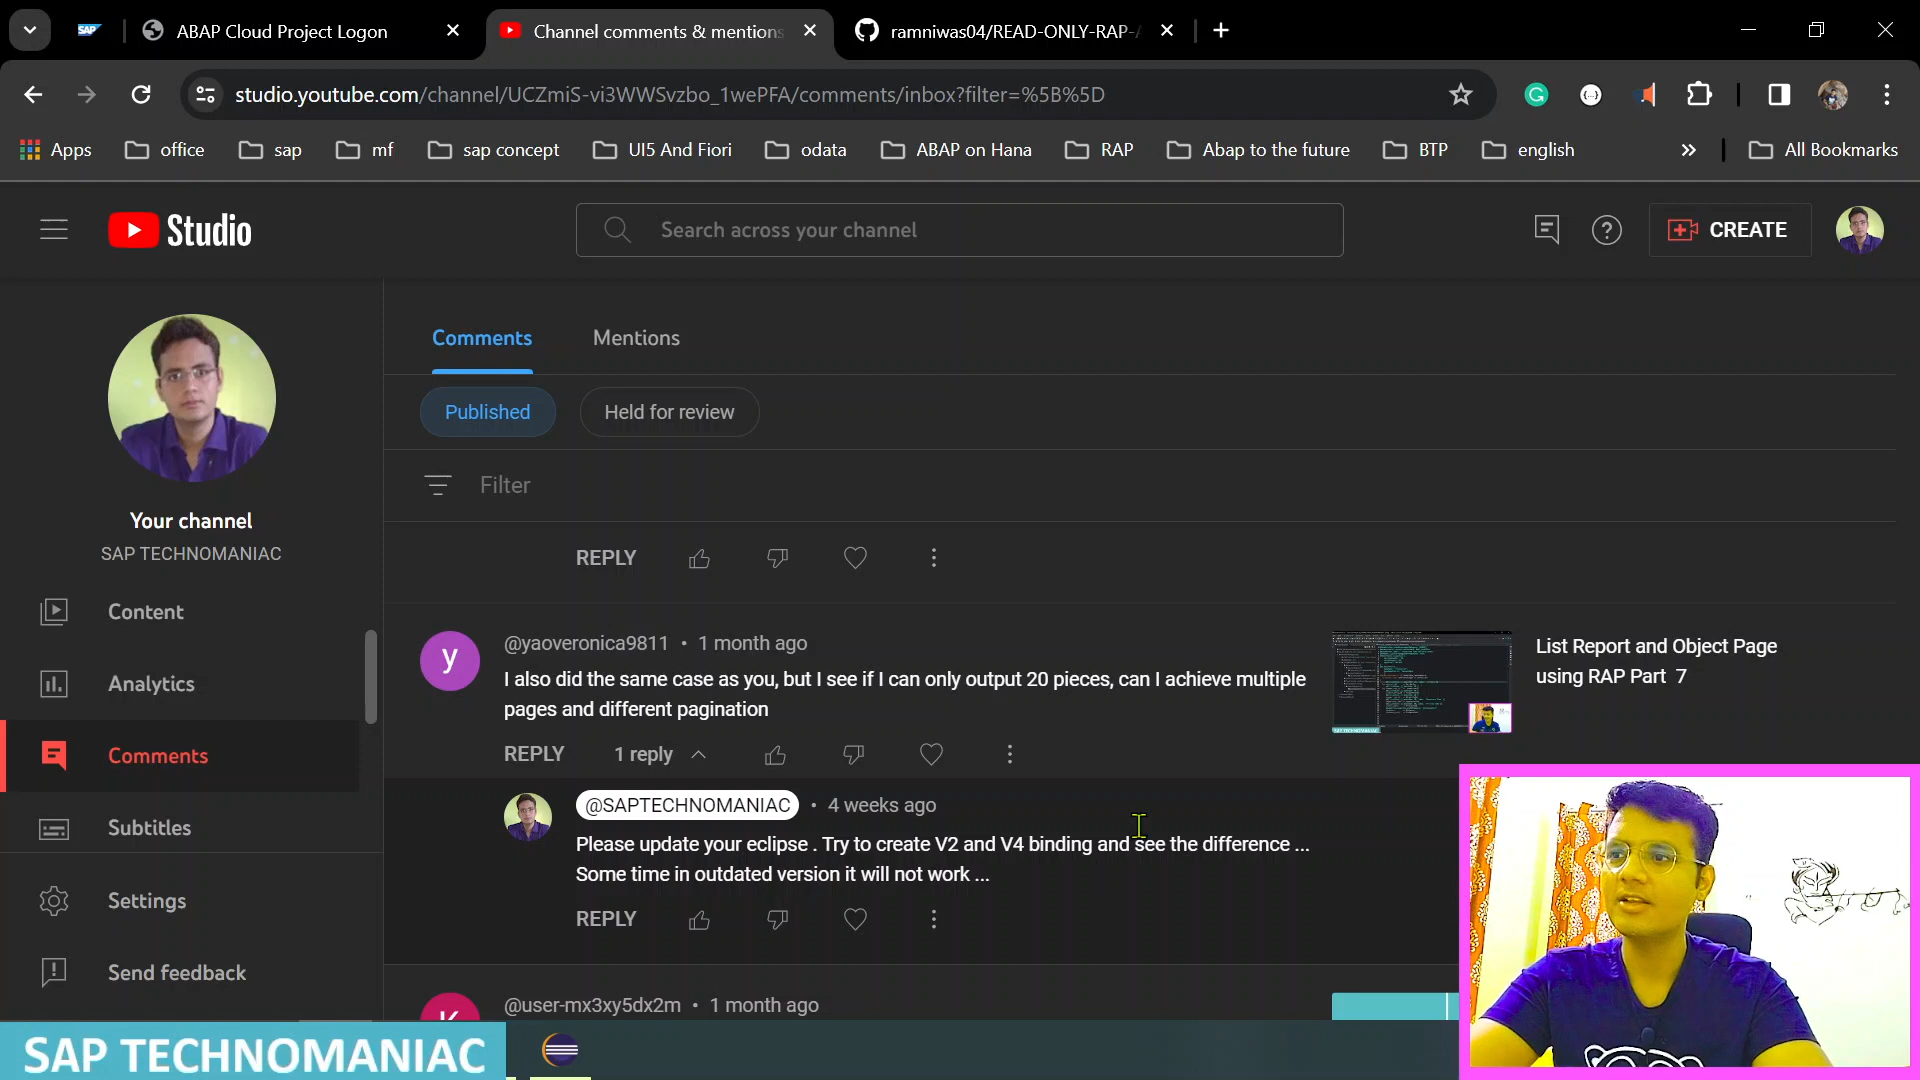 SAP
ABAP Cloud Project Logon
Channel comments & mentions
ramniwas04/READ-ONLY-RAP-
studio.youtube.com/channel/UCZmiS-vi3WWSvzbo_1wePFA/comments/inbox?filter=%5B%5D
Apps
office
sap
mf
sap concept
UI5 And Fiori
odata
ABAP on Hana
RAP
Abap to the future
BTP
english
All Bookmarks
Studio
Search across your channel
CREATE
Your channel
SAP TECHNOMANIAC
Content
Analytics
Comments
Subtitles
Settings
Send feedback
Comments
Mentions
Published
Held for review
Filter
REPLY
y
@yaoveronica9811 • 1 month ago
I also did the same case as you, but I see if I can only output 20 pieces, can I achieve multiple
pages and different pagination
REPLY
1 reply
List Report and Object Page
using RAP Part 7
@SAPTECHNOMANIAC • 4 weeks ago
Please update your eclipse . Try to create V2 and V4 binding and see the difference ...
Some time in outdated version it will not work ...
REPLY
@user-mx3xy5dx2m • 1 month ago
SAP TECHNOMANIAC